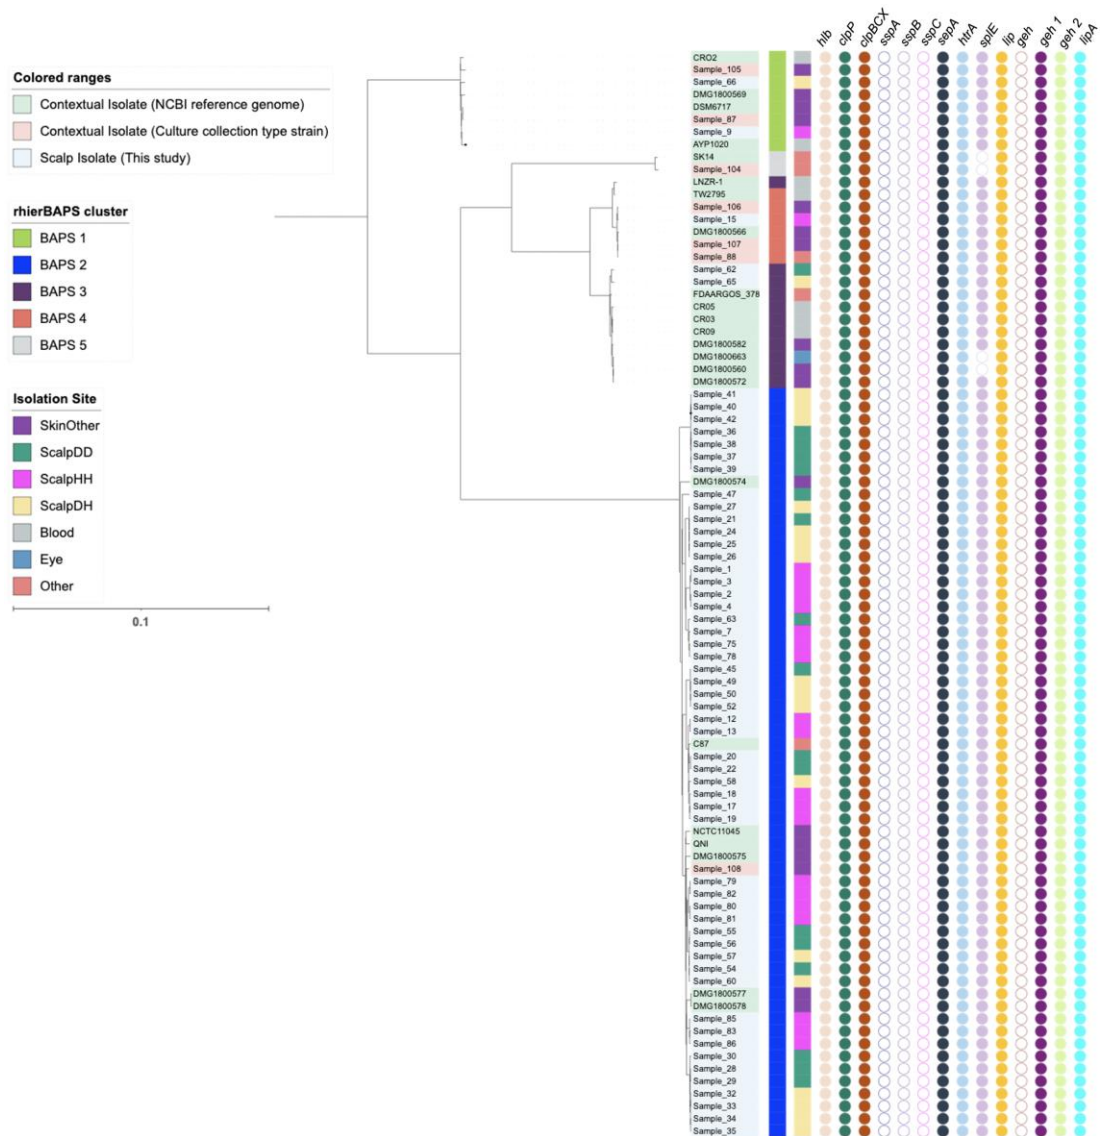 hlb
clpP
clpBCX
sspA
sspB
sspC
sepA
htrA
splE
lip
geh
geh 1
geh 2
lipA
Colored ranges
Contextual Isolate (NCBI reference genome)
Contextual Isolate (Culture collection type strain)
Scalp Isolate (This study)
rhierBAPS cluster
BAPS 1
BAPS 2
BAPS 3
BAPS 4
BAPS 5
Isolation Site
SkinOther
ScalpDD
ScalpHH
ScalpDH
Blood
Eye
Other
0.1
CRO2
Sample_105
Sample_66
DMG1800569
DSM6717
Sample_87
Sample_9
AYP1020
SK14
Sample_104
LNZR-1
TW2795
Sample_106
Sample_15
DMG1800566
Sample_107
Sample_88
Sample_62
Sample_65
FDAARGOS_378
CR05
CR03
CR09
DMG1800582
DMG1800663
DMG1800560
DMG1800572
Sample_41
Sample_40
Sample_42
Sample_36
Sample_38
Sample_37
Sample_39
DMG1800574
Sample_47
Sample_27
Sample_21
Sample_24
Sample_25
Sample_26
Sample_1
Sample_3
Sample_2
Sample_4
Sample_63
Sample_7
Sample_75
Sample_78
Sample_45
Sample_49
Sample_50
Sample_52
Sample_12
Sample_13
C87
Sample_20
Sample_22
Sample_58
Sample_18
Sample_17
Sample_19
NCTC11045
QNI
DMG1800575
Sample_108
Sample_79
Sample_82
Sample_80
Sample_81
Sample_55
Sample_56
Sample_57
Sample_54
Sample_60
DMG1800577
DMG1800578
Sample_85
Sample_83
Sample_86
Sample_30
Sample_28
Sample_29
Sample_32
Sample_33
Sample_34
Sample_35